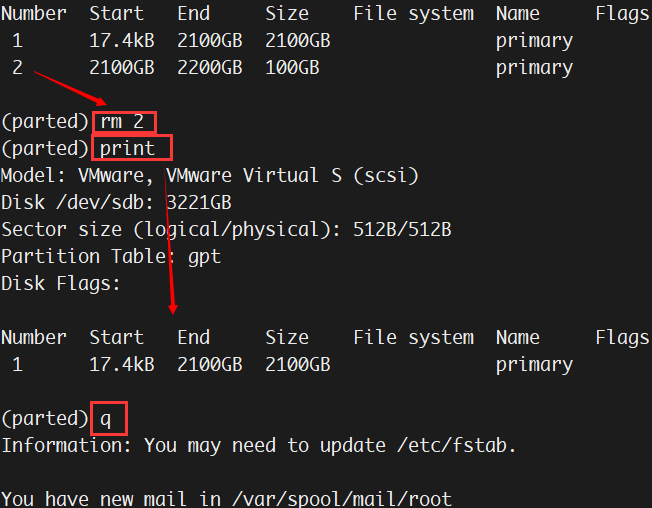 Number  Start   End     Size    File system  Name     Flags
 1      17.4kB  2100GB  2100GB               primary
 2      2100GB  2200GB  100GB                primary
(parted) rm 2
(parted) print
Model: VMware, VMware Virtual S (scsi)
Disk /dev/sdb: 3221GB
Sector size (logical/physical): 512B/512B
Partition Table: gpt
Disk Flags:
Number  Start   End     Size    File system  Name     Flags
 1      17.4kB  2100GB  2100GB               primary
(parted) q
Information: You may need to update /etc/fstab.
You have new mail in /var/spool/mail/root